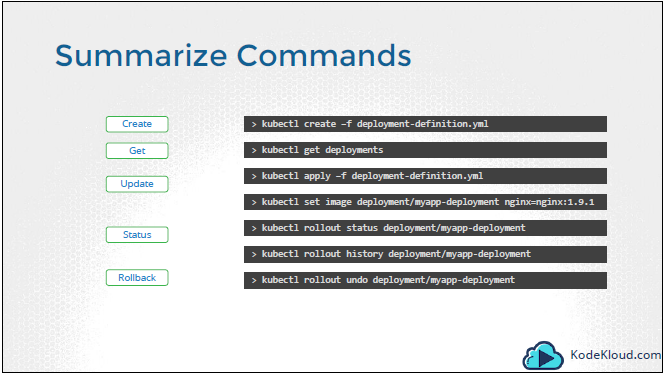 Summarize Commands
Create
> kubectl create –f deployment-definition.yml
Get
> kubectl get deployments
Update
> kubectl apply –f deployment-definition.yml
> kubectl set image deployment/myapp-deployment nginx=nginx:1.9.1
Status
> kubectl rollout status deployment/myapp-deployment
> kubectl rollout history deployment/myapp-deployment
Rollback
> kubectl rollout undo deployment/myapp-deployment
KodeKloud.com